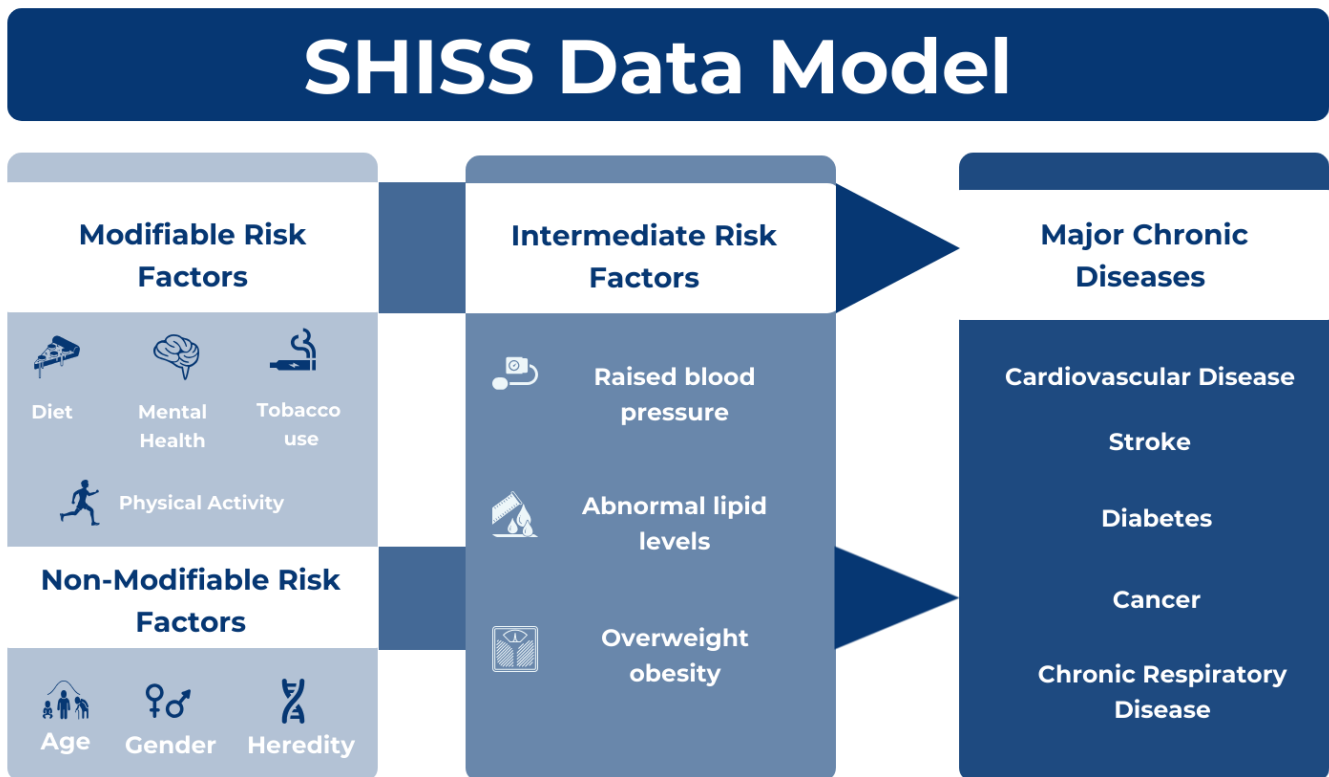 SHISS Data Model
Modifiable Risk
Factors
Diet
Mental
Health
Tobacco
use
Physical Activity
Non-Modifiable Risk
Factors
Age
Gender
Heredity
Intermediate Risk
Factors
Raised blood
pressure
Abnormal lipid
levels
Overweight
obesity
Major Chronic
Diseases
Cardiovascular Disease
Stroke
Diabetes
Cancer
Chronic Respiratory
Disease